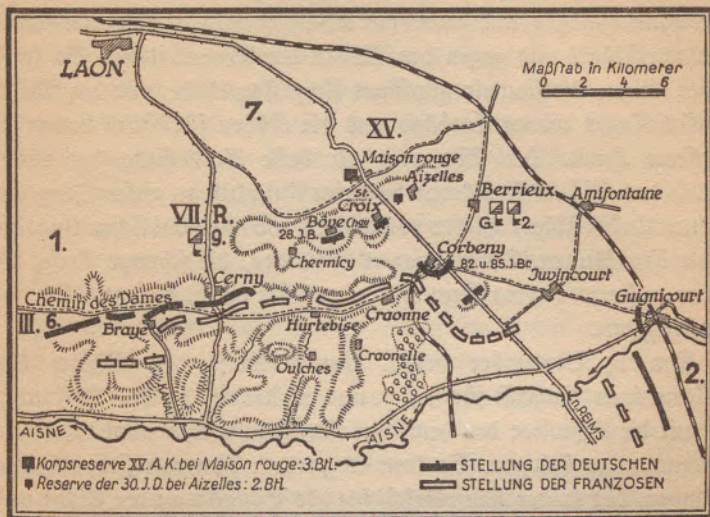 LAON
Maßstab in Kilometer
0 2 4 6
7.
XV.
Maison rouge
St. Croix
Aizelles
Berrieux
G. 2.
Amifontaine
VII. R.
9.
Bove
28.J.B.
Chermicy
1.
Corbeny
82. u. 85.J.Br.
Juvincourt
Cerny
Chemin des Dames
III. 6.
Braye
Hurtebise
Craonne
Guignicourt
Oulches
Craonelle
2.
KANAL
AISNE
AISNE
n. REIMS
Korpsreserve XV. A.K. bei Maison rouge: 3.Btl.
Reserve der 30. J.D. bei Aizelles: 2.Btl.
STELLUNG DER DEUTSCHEN
STELLUNG DER FRANZOSEN